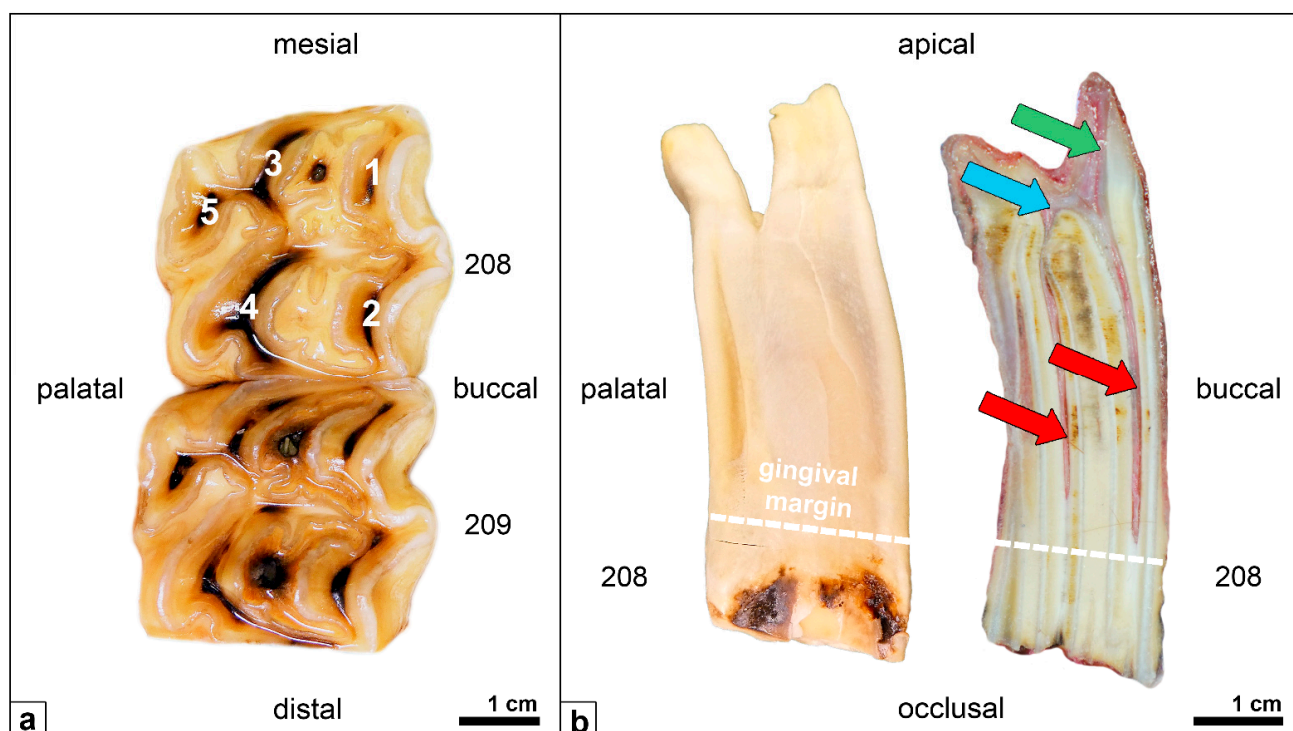 mesial
3
1
5
208
4
2
palatal
buccal
209
distal
1 cm
a
apical
palatal
buccal
gingival
margin
208
208
occlusal
1 cm
b